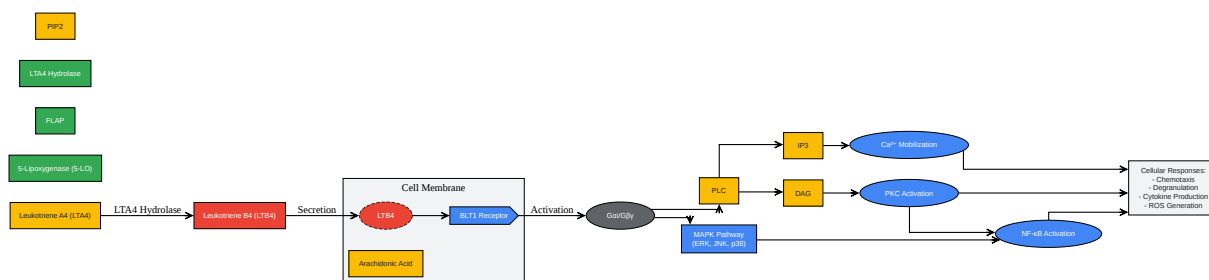 PIP2
LTA4 Hydrolase
FLAP
5-Lipoxygenase (5-LO)
Leukotriene A4 (LTA4)
LTA4 Hydrolase
Leukotriene B4 (LTB4)
Secretion
Cell Membrane
LTB4
BLT1 Receptor
Arachidonic Acid
Activation
Gαi/Gβγ
PLC
MAPK Pathway
(ERK, JNK, p38)
IP3
DAG
Ca²⁺ Mobilization
PKC Activation
NF-κB Activation
Cellular Responses:
- Chemotaxis
- Degranulation
- Cytokine Production
- ROS Generation